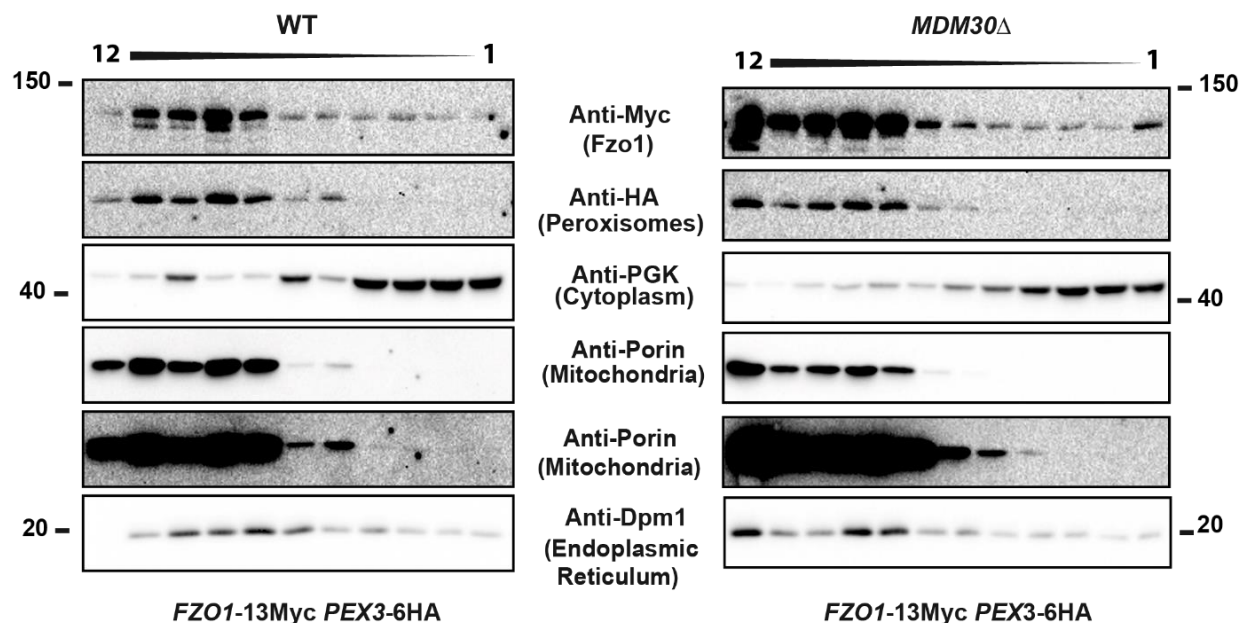 WT
MDM30Δ
12 1
12 1
150
150
Anti-Myc
(Fzo1)
Anti-HA
(Peroxisomes)
40
Anti-PGK
(Cytoplasm)
40
Anti-Porin
(Mitochondria)
Anti-Porin
(Mitochondria)
20
Anti-Dpm1
(Endoplasmic
Reticulum)
20
FZO1-13Myc PEX3-6HA
FZO1-13Myc PEX3-6HA